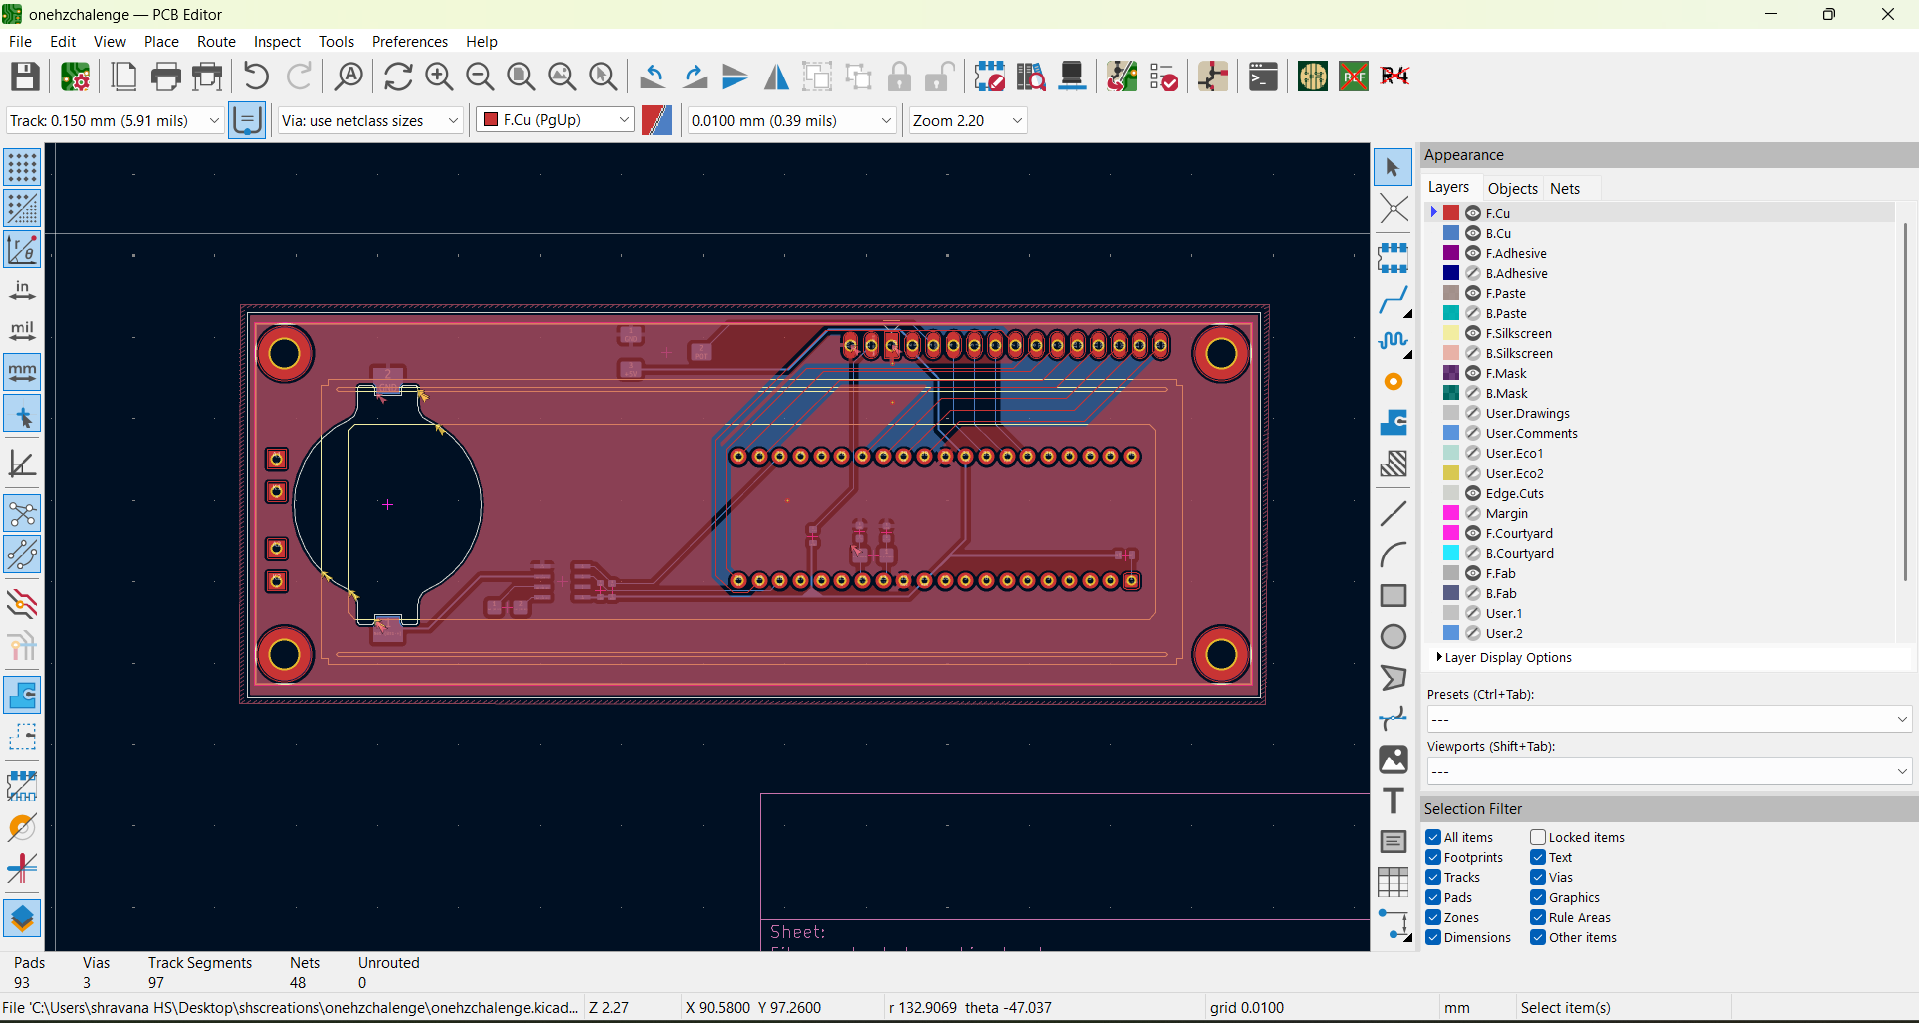 onehzchalenge — PCB Editor
File Edit View Place Route Inspect Tools Preferences Help
Track: 0.150 mm (5.91 mils) Via: use netclass sizes F.Cu (PgUp) 0.0100 mm (0.39 mils) Zoom 2.20
in
mil
mm
Appearance
Layers Objects Nets
F.Cu
B.Cu
F.Adhesive
B.Adhesive
F.Paste
B.Paste
F.Silkscreen
B.Silkscreen
F.Mask
B.Mask
User.Drawings
User.Comments
User.Eco1
User.Eco2
Edge.Cuts
Margin
F.Courtyard
B.Courtyard
F.Fab
B.Fab
User.1
User.2
Layer Display Options
Presets (Ctrl+Tab):
---
Viewports (Shift+Tab):
---
Selection Filter
All items Locked items
Footprints Text
Tracks Vias
Pads Graphics
Zones Rule Areas
Dimensions Other items
Sheet:
Pads Vias Track Segments Nets Unrouted
93 3 97 48 0
File 'C:\Users\shravana HS\Desktop\shscreations\onehzchalenge\onehzchalenge.kicad... Z 2.27 X 90.5800 Y 97.2600 r 132.9069 theta -47.037 grid 0.0100 mm Select item(s)